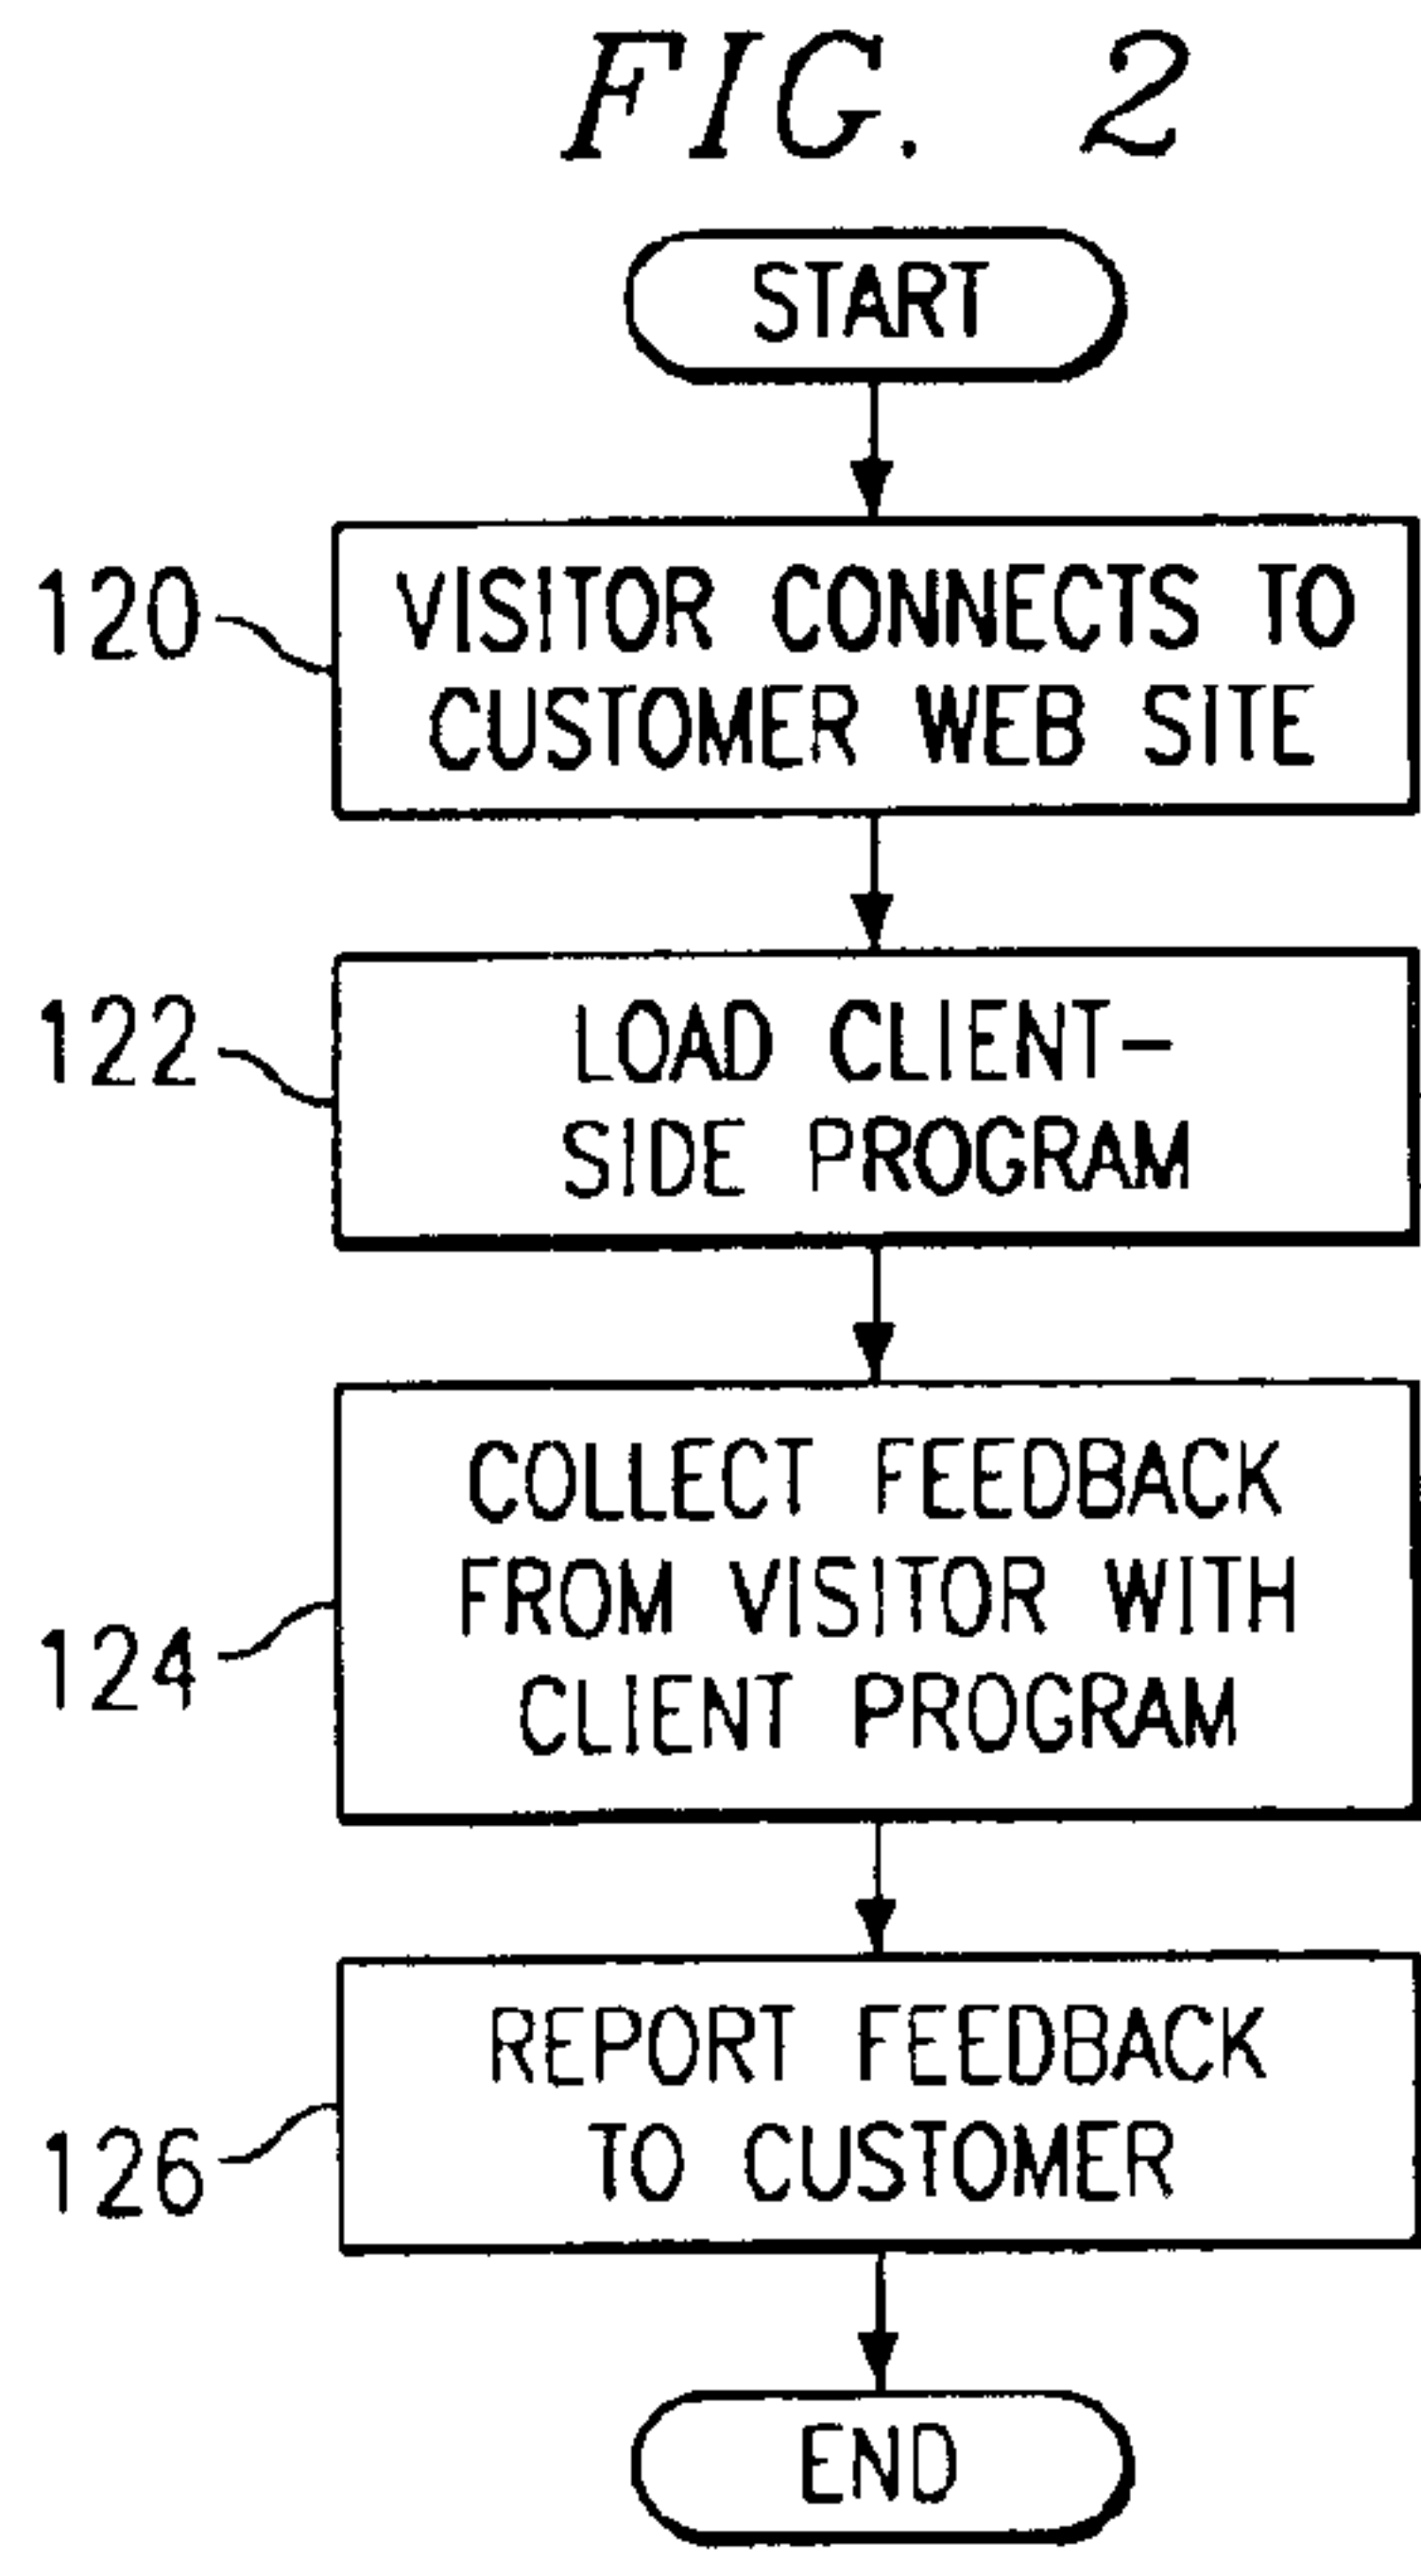 FIG. 2
START
120
VISITOR CONNECTS TO
CUSTOMER WEB SITE
122
LOAD CLIENT-
SIDE PROGRAM
COLLECT FEEDBACK
FROM VISITOR WITH
124
CLIENT PROGRAM
REPORT FEEDBACK
126
TO CUSTOMER
END